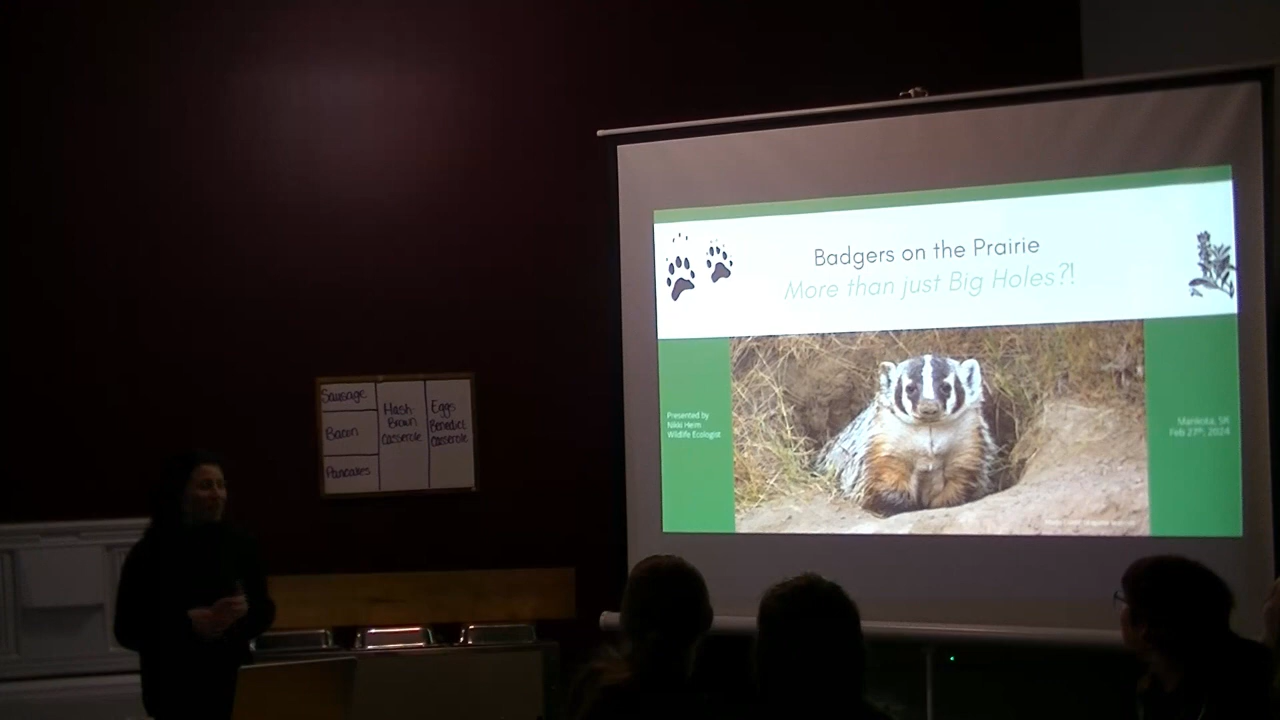 Badgers on the Prairie
More than just Big Holes?!
Presented by
Nikki Heim
Wildlife Ecologist
Mankota, SK
Feb 27th, 2024
Sausage
Bacon
Pancakes
Hash-
Brown
Casserole
Eggs
Benedict
Casserole